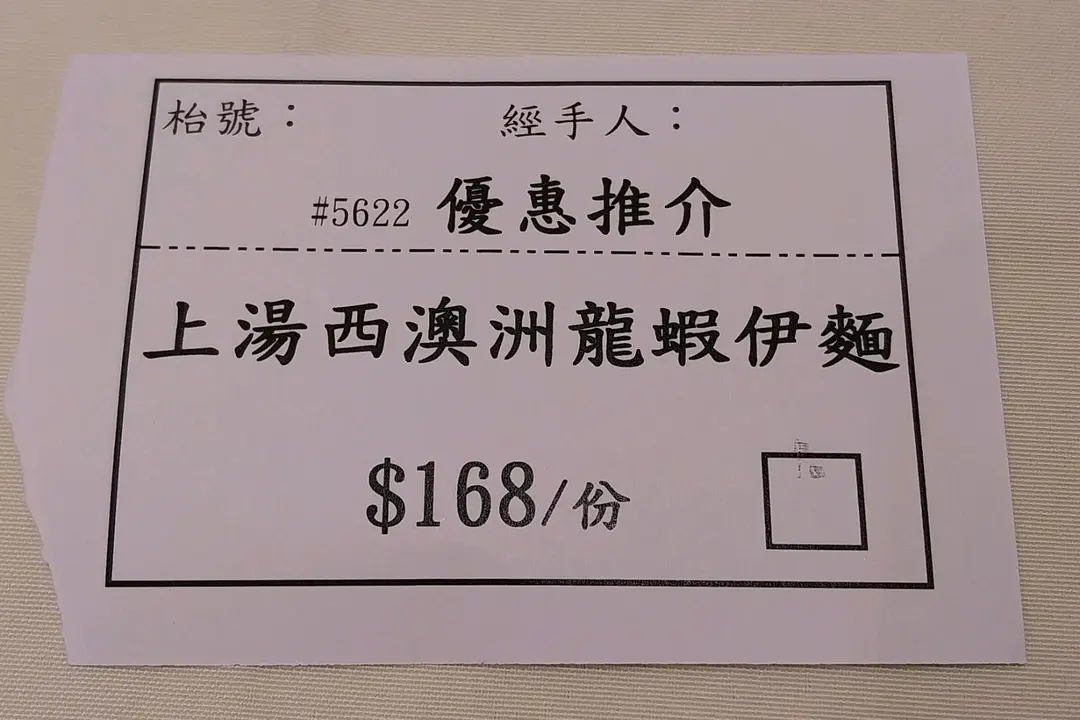 枱號： 經手人：
#5622 優惠推介
上湯西澳洲龍蝦伊麵
$168/份